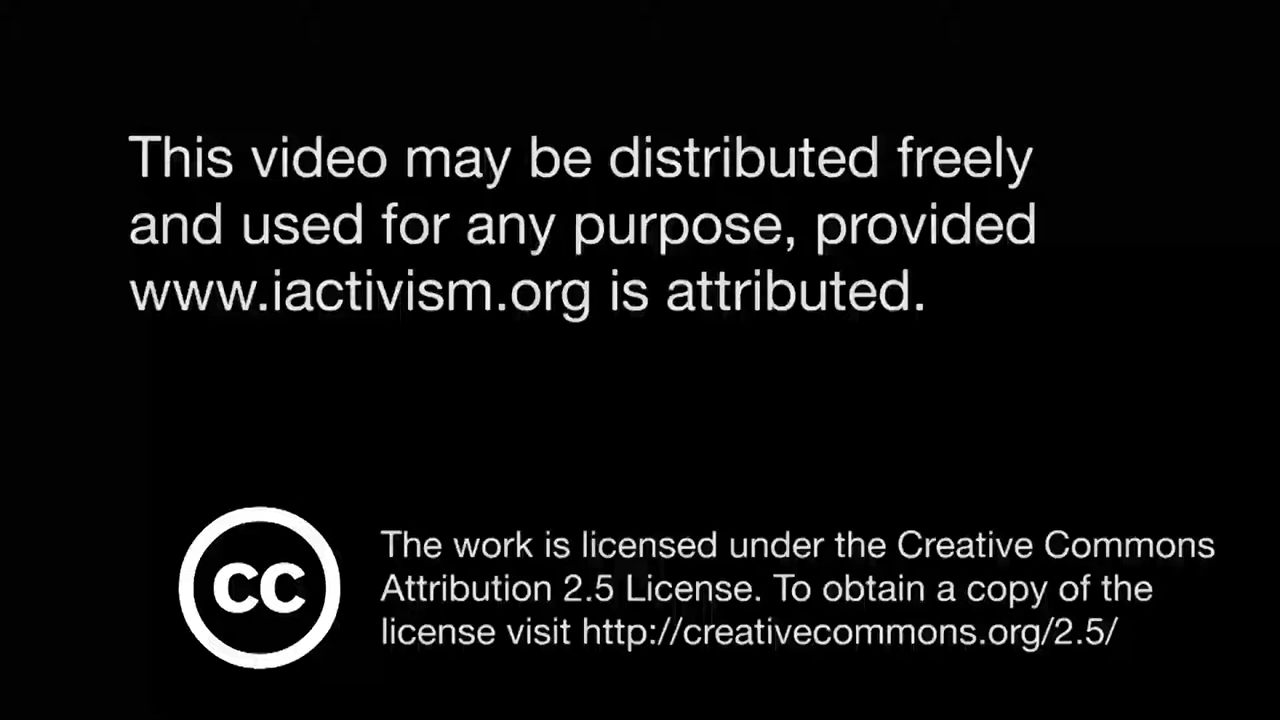 This video may be distributed freely
and used for any purpose, provided
www.iactivism.org is attributed.
cc
The work is licensed under the Creative Commons
Attribution 2.5 License. To obtain a copy of the
license visit http://creativecommons.org/2.5/